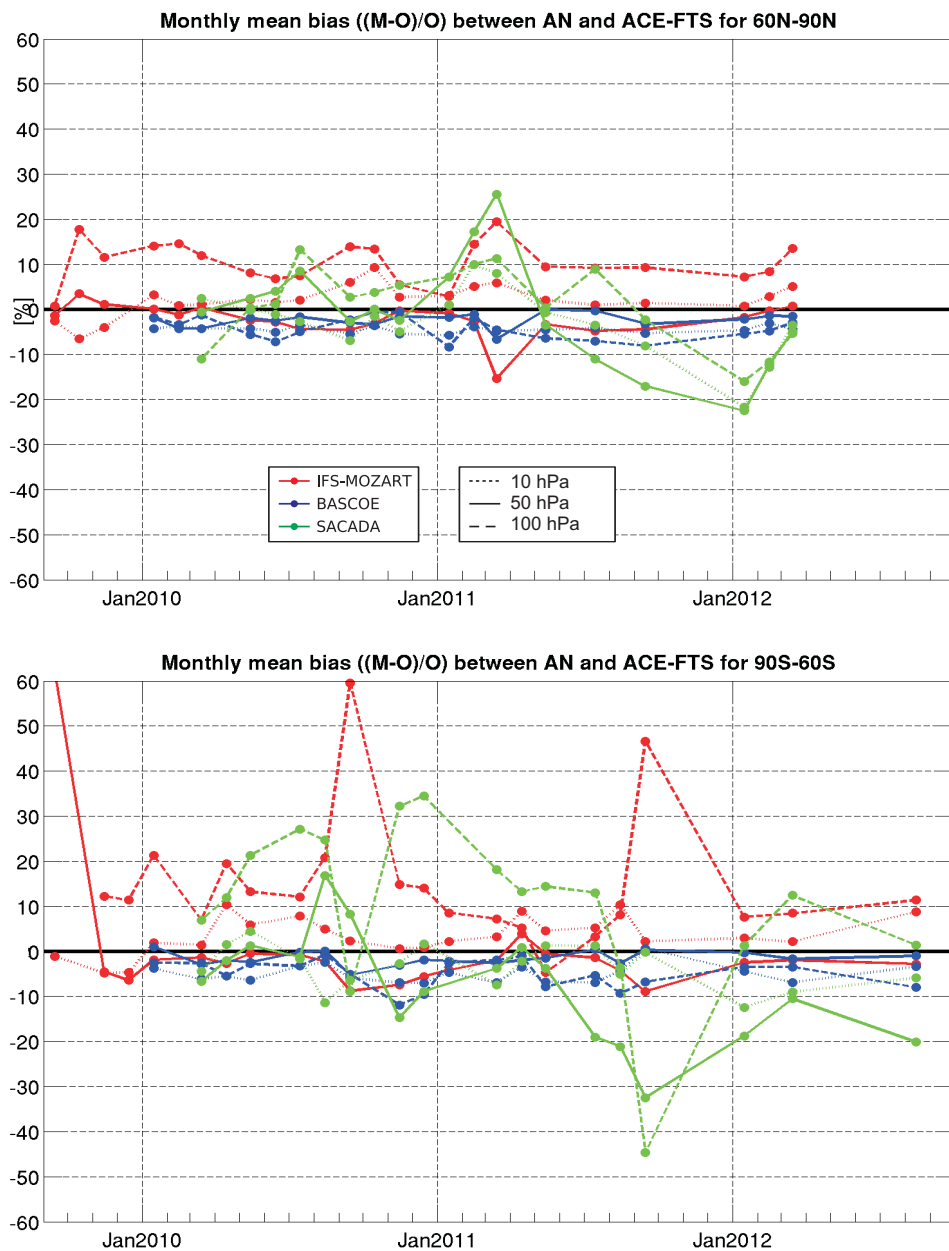 Monthly mean bias ((M-O)/O) between AN and ACE-FTS for 60N-90N
60
50
40
30
20
10
0
-10
-20
-30
-40
-50
-60
[%]
IFS-MOZART
BASCOE
SACADA
10 hPa
50 hPa
100 hPa
Jan2010 Jan2011 Jan2012
Monthly mean bias ((M-O)/O) between AN and ACE-FTS for 90S-60S
60
50
40
30
20
10
0
-10
-20
-30
-40
-50
-60
Jan2010 Jan2011 Jan2012